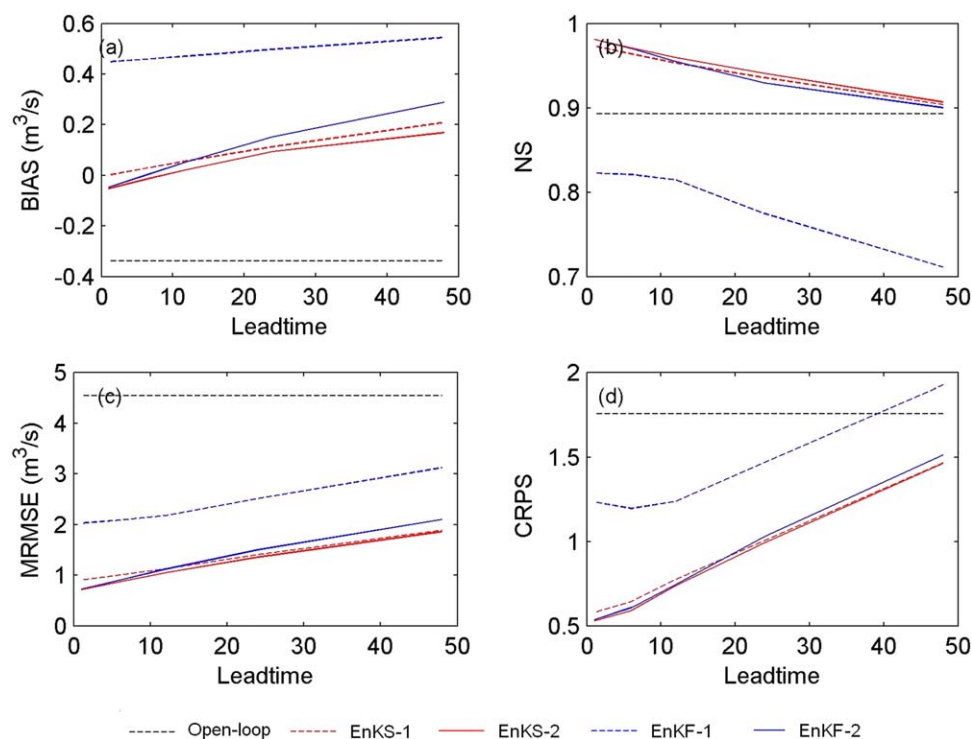 (a)
BIAS (m³/s)
0.6
0.4
0.2
0
-0.2
-0.4
0 10 20 30 40 50
Leadtime
(b)
NS
1
0.9
0.8
0.7
0 10 20 30 40 50
Leadtime
(c)
MRMSE (m³/s)
5
4
3
2
1
0
0 10 20 30 40 50
Leadtime
(d)
CRPS
2
1.5
1
0.5
0 10 20 30 40 50
Leadtime
Open-loop EnKS-1 EnKS-2 EnKF-1 EnKF-2